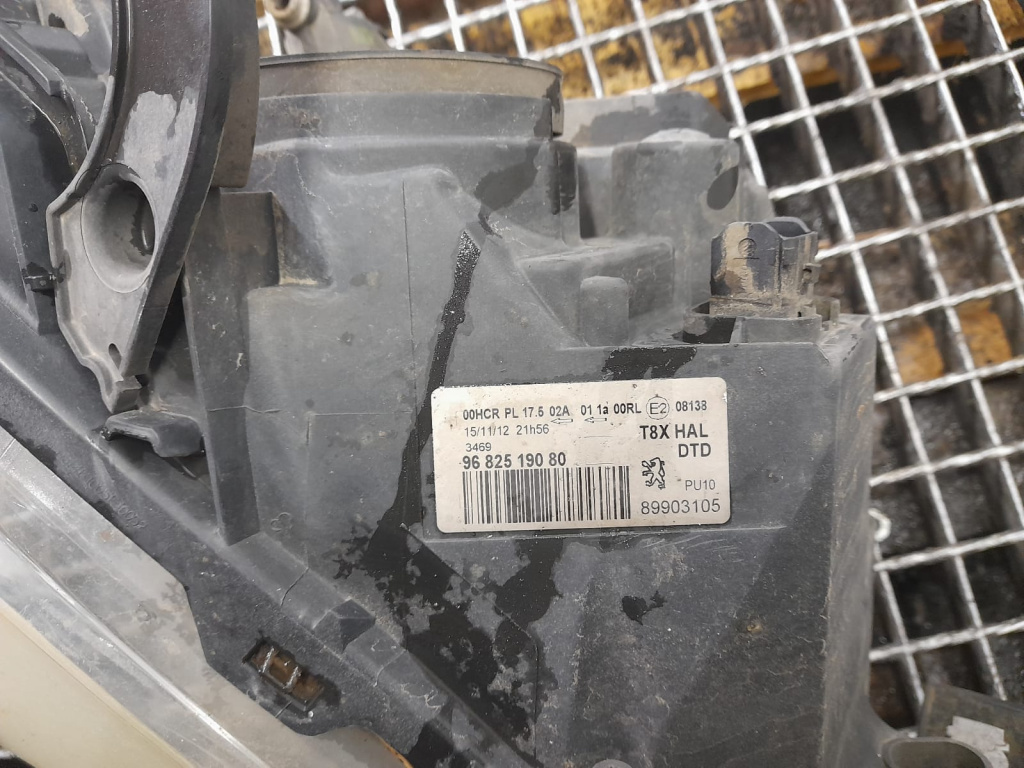 00HCR PL 17.5 02A 01 1a 00RL E2 08138
15/11/12 21h56
T8X HAL
3469
DTD
96 825 190 80
PU10
89903105